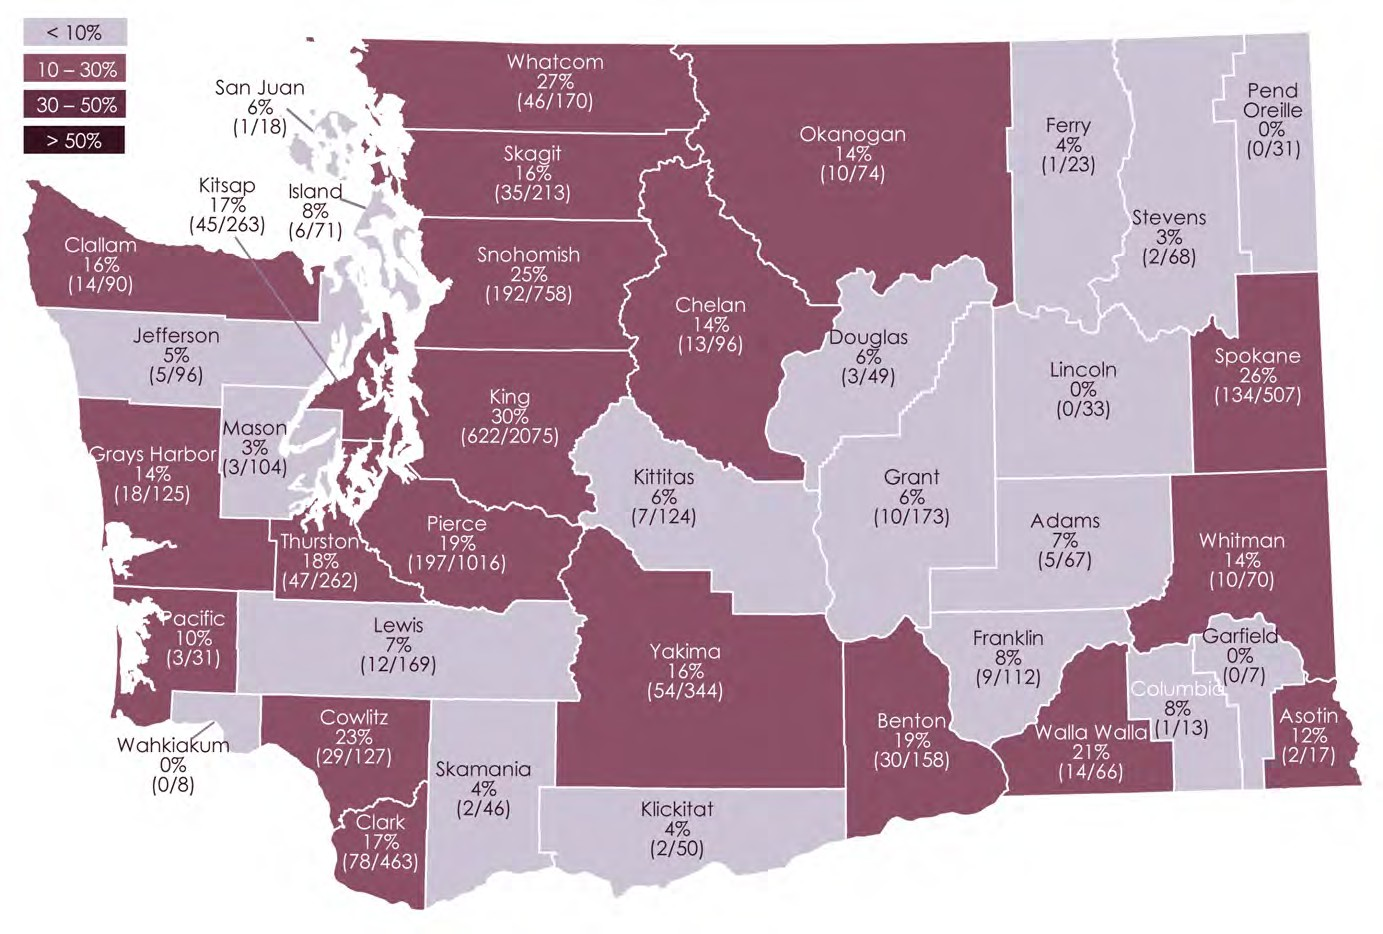 < 10%
10 – 30%
30 – 50%
> 50%
San Juan
6%
(1/18)
Kitsap
17%
(45/263)
Island
8%
(6/71)
Whatcom
27%
(46/170)
Skagit
16%
(35/213)
Snohomish
25%
(192/758)
King
30%
(622/2075)
Okanogan
14%
(10/74)
Ferry
4%
(1/23)
Pend
Oreille
0%
(0/31)
Stevens
3%
(2/68)
Clallam
16%
(14/90)
Jefferson
5%
(5/96)
Chelan
14%
(13/96)
Douglas
6%
(3/49)
Lincoln
0%
(0/33)
Spokane
26%
(134/507)
Mason
3%
(3/104)
Grays Harbor
14%
(18/125)
Kittitas
6%
(7/124)
Grant
6%
(10/173)
Adams
7%
(5/67)
Whitman
14%
(10/70)
Pierce
19%
(197/1016)
Thurston
18%
(47/262)
Pacific
10%
(3/31)
Lewis
7%
(12/169)
Yakima
16%
(54/344)
Franklin
8%
(9/112)
Garfield
0%
(0/7)
Columbia
8%
(1/13)
Asotin
12%
(2/17)
Wahkiakum
0%
(0/8)
Cowlitz
23%
(29/127)
Skamania
4%
(2/46)
Benton
19%
(30/158)
Walla Walla
21%
(14/66)
Clark
17%
(78/463)
Klickitat
4%
(2/50)